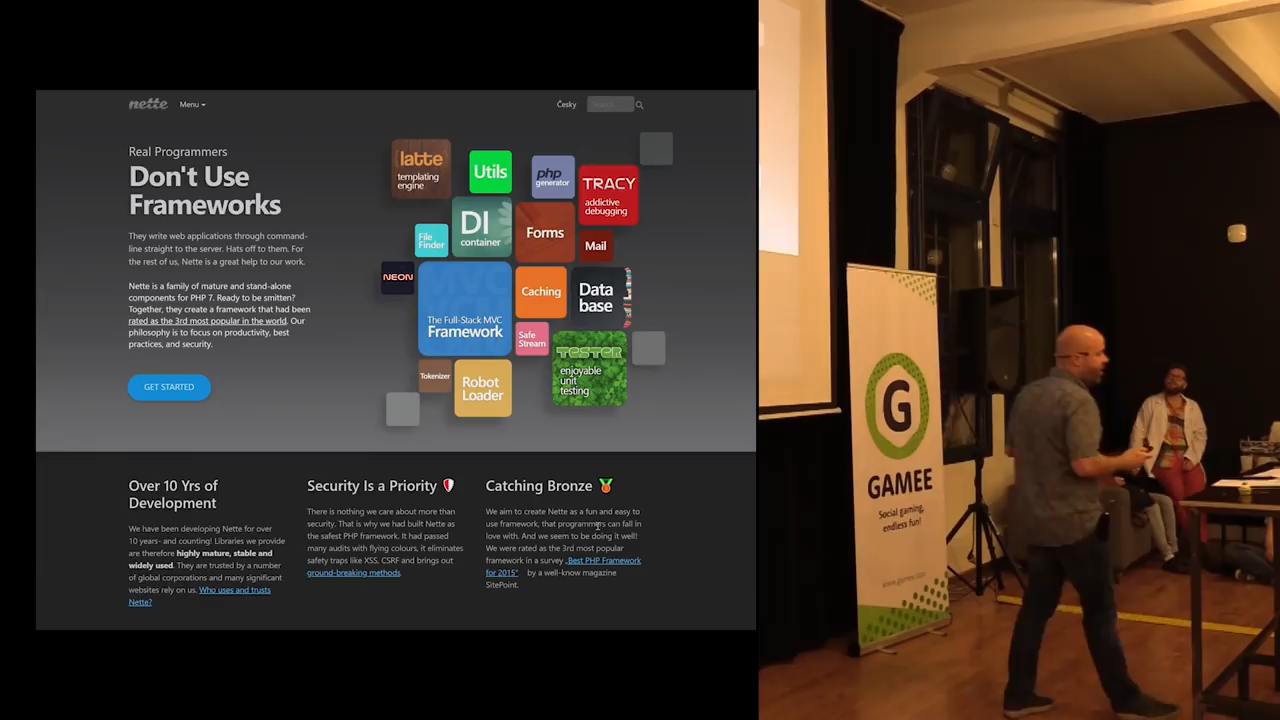 nette
Menu
Česky
Search
Real Programmers
Don't Use
Frameworks
They write web applications through command-
line straight to the server. Hats off to them. For
the rest of us, Nette is a great help to our work.
Nette is a family of mature and stand-alone
components for PHP 7. Ready to be smitten?
Together, they create a framework that had been
rated as the 3rd most popular in the world. Our
philosophy is to focus on productivity, best
practices, and security.
GET STARTED
latte
templating
engine
Utils
php
generator
TRACY
addictive
debugging
File
Finder
DI
container
Forms
Mail
NEON
The Full-Stack MVC
Framework
Caching
Data
base
Safe
Stream
TESTER
enjoyable
unit
testing
Tokenizer
Robot
Loader
Over 10 Yrs of
Development
We have been developing Nette for over
10 years- and counting! Libraries we provide
are therefore highly mature, stable and
widely used. They are trusted by a number
of global corporations and many significant
websites rely on us. Who uses and trusts
Nette?
Security Is a Priority
There is nothing we care about more than
security. That is why we had built Nette as
the safest PHP framework. It had passed
many audits with flying colours, it eliminates
safety traps like XSS, CSRF and brings out
ground-breaking methods.
Catching Bronze
We aim to create Nette as a fun and easy to
use framework, that programmers can fall in
love with. And we seem to be doing it well!
We were rated as the 3rd most popular
framework in a survey „Best PHP Framework
for 2015" by a well-know magazine
SitePoint.
G
GAMEE
Social gaming,
endless fun!
www.gamee.com